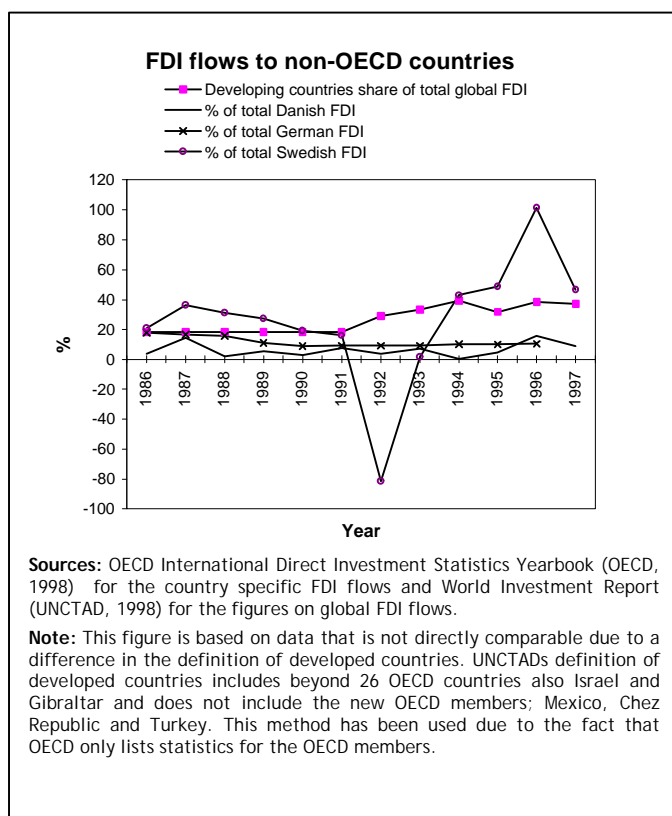 FDI flows to non-OECD countries
Developing countries share of total global FDI
% of total Danish FDI
% of total German FDI
% of total Swedish FDI
120
100
80
60
40
20
0
-20
-40
-60
-80
-100
%
1986
1987
1988
1989
1990
1991
1992
1993
1994
1995
1996
1997
Year
Sources: OECD International Direct Investment Statistics Yearbook (OECD,
1998) for the country specific FDI flows and World Investment Report
(UNCTAD, 1998) for the figures on global FDI flows.
Note: This figure is based on data that is not directly comparable due to a
difference in the definition of developed countries. UNCTADs definition of
developed countries includes beyond 26 OECD countries also Israel and
Gibraltar and does not include the new OECD members; Mexico, Chez
Republic and Turkey. This method has been used due to the fact that
OECD only lists statistics for the OECD members.